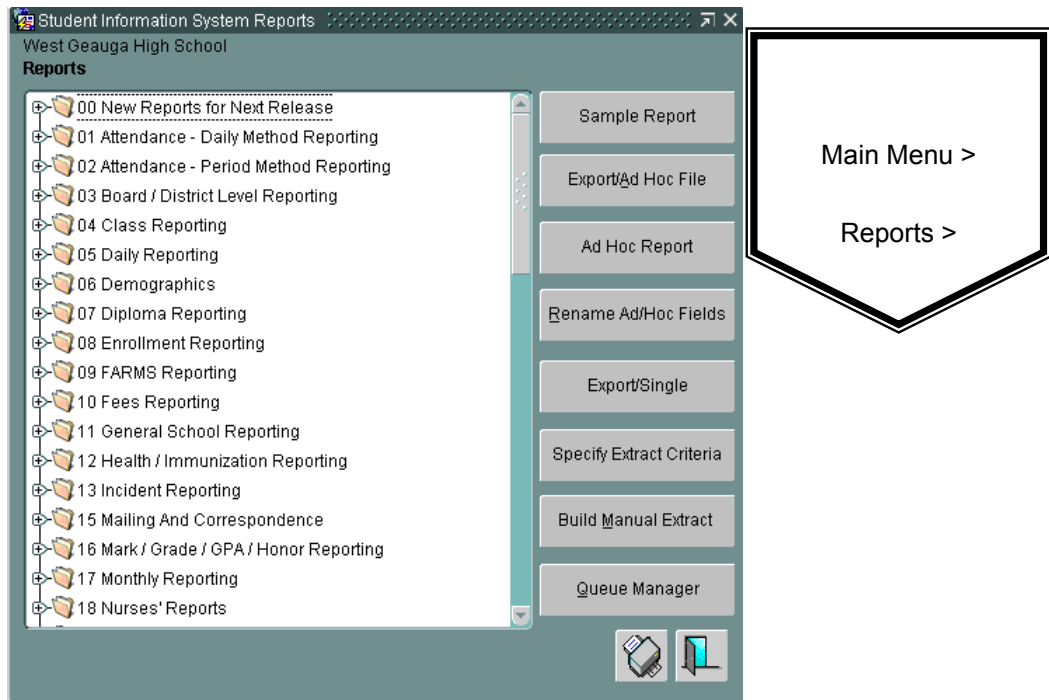 Student Information System Reports
West Geauga High School
Reports
00 New Reports for Next Release
01 Attendance - Daily Method Reporting
02 Attendance - Period Method Reporting
03 Board / District Level Reporting
04 Class Reporting
05 Daily Reporting
06 Demographics
07 Diploma Reporting
08 Enrollment Reporting
09 FARMS Reporting
10 Fees Reporting
11 General School Reporting
12 Health / Immunization Reporting
13 Incident Reporting
15 Mailing And Correspondence
16 Mark / Grade / GPA / Honor Reporting
17 Monthly Reporting
18 Nurses' Reports
Sample Report
Export/Ad Hoc File
Ad Hoc Report
Rename Ad/Hoc Fields
Export/Single
Specify Extract Criteria
Build Manual Extract
Queue Manager
Main Menu >
Reports >